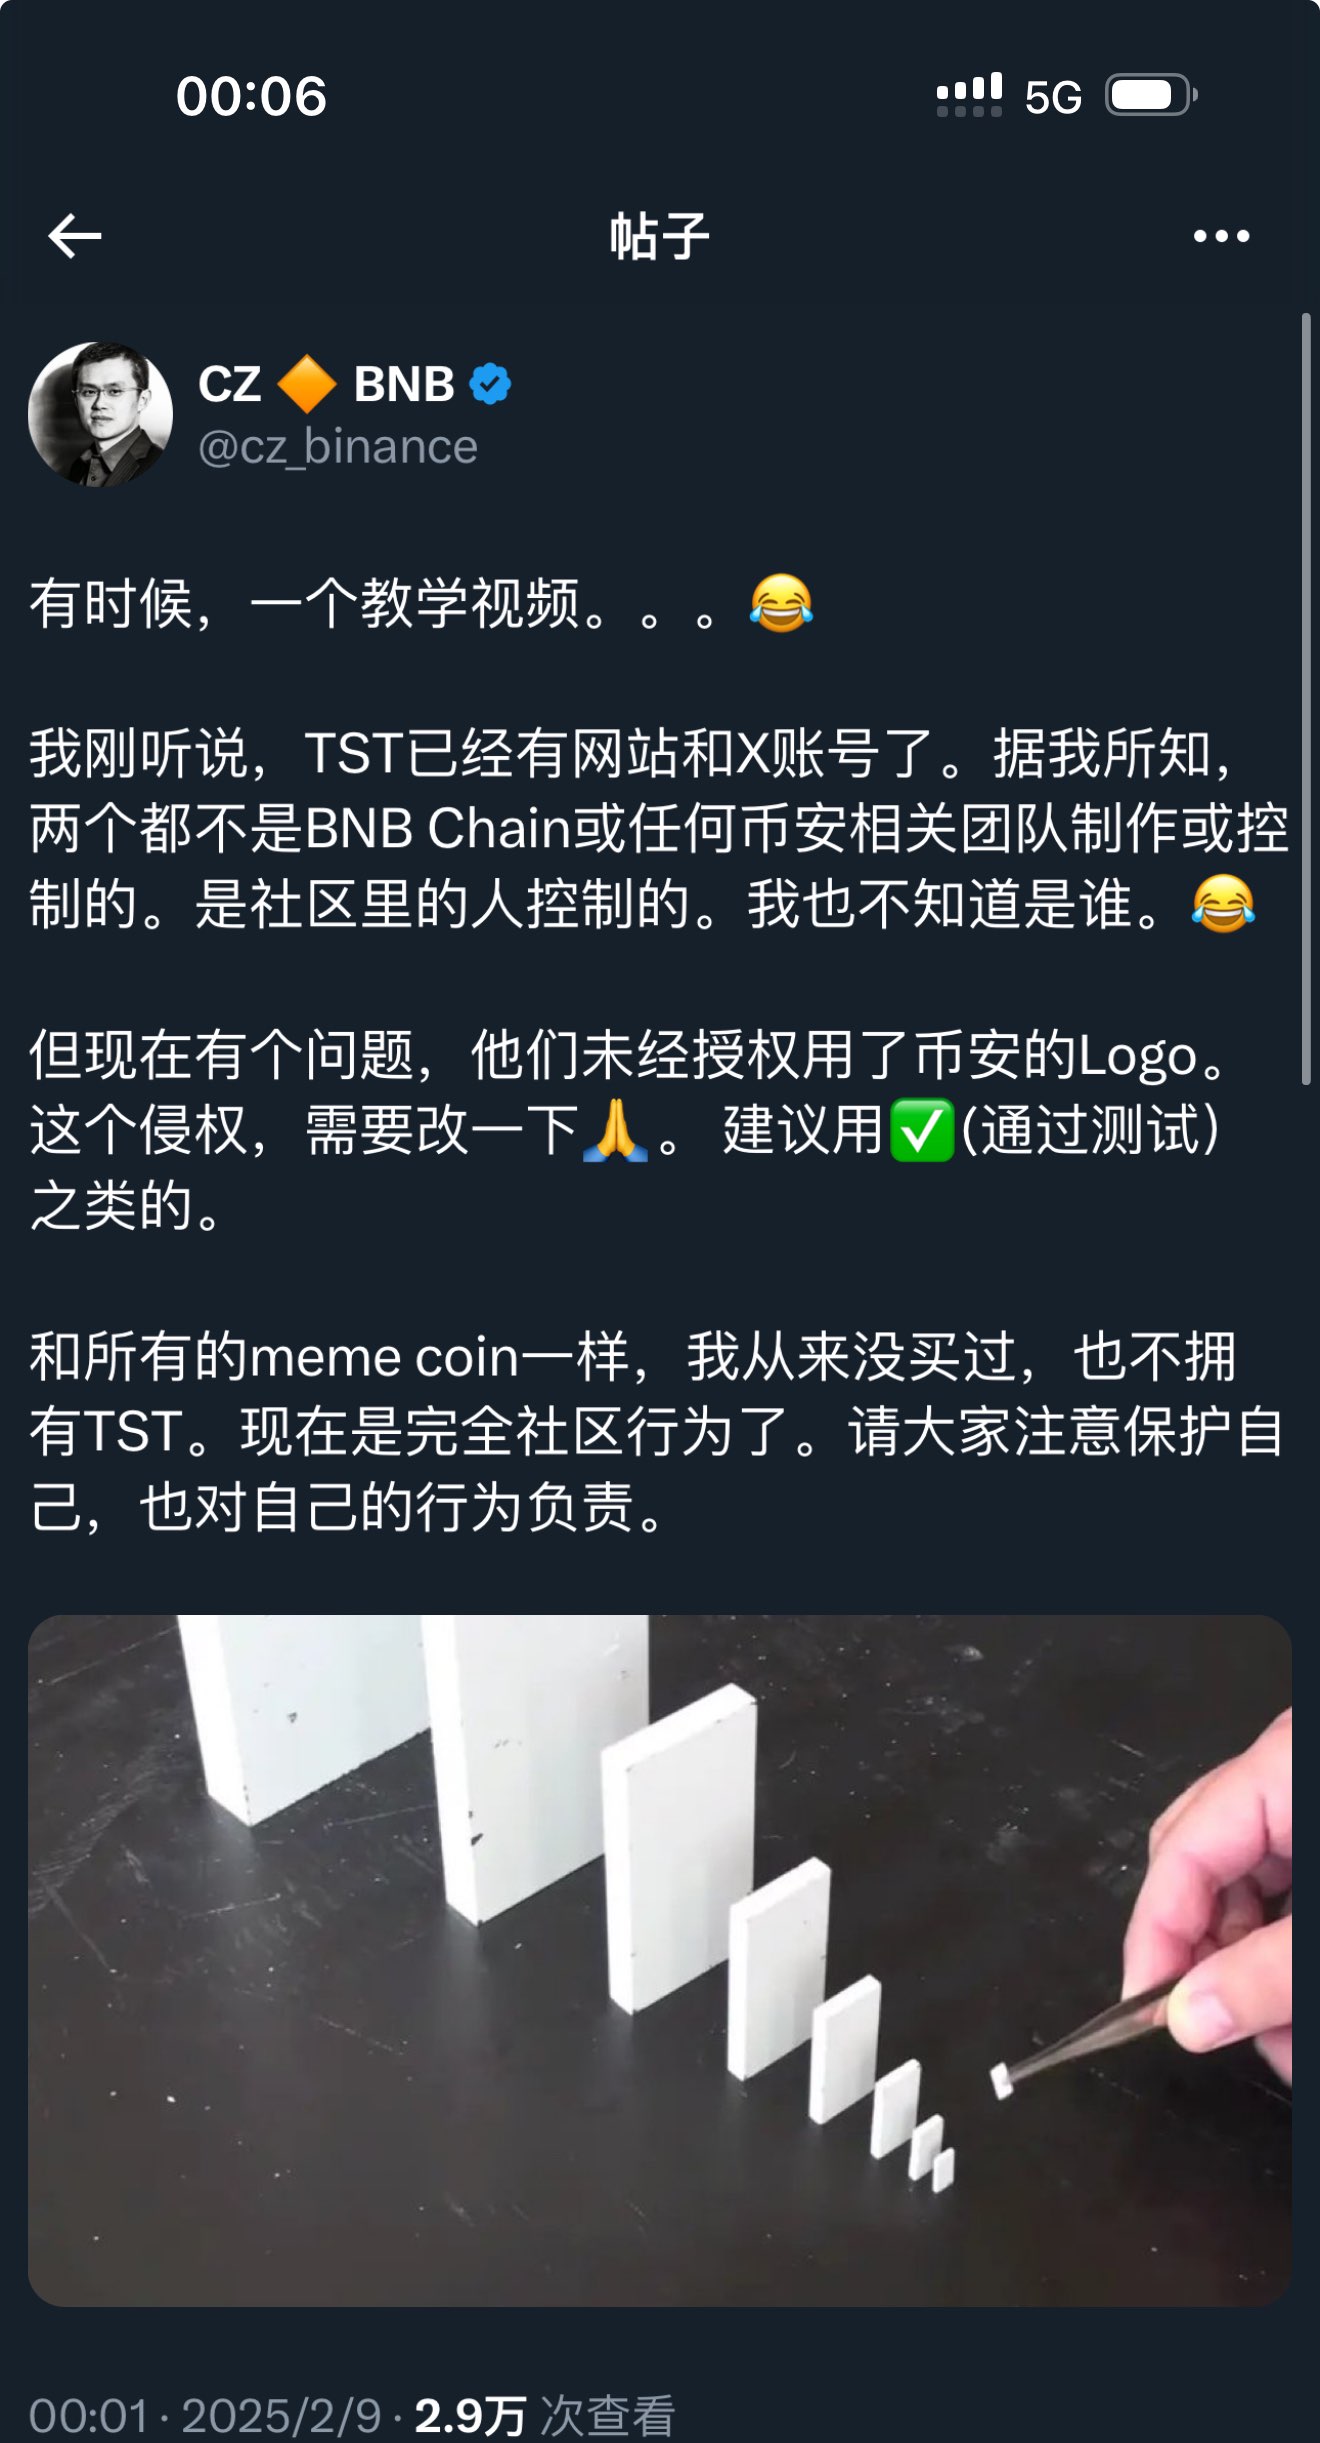 00:06
5G
帖子
CZ 🔶 BNB
@cz_binance
有时候，一个教学视频。。。😂
我刚听说，TST已经有网站和X账号了。据我所知，
两个都不是BNB Chain或任何币安相关团队制作或控
制的。是社区里的人控制的。我也不知道是谁。😂
但现在有个问题，他们未经授权用了币安的Logo。
这个侵权，需要改一下🙏。 建议用✅(通过测试）
之类的。
和所有的meme coin一样，我从来没买过，也不拥
有TST。现在是完全社区行为了。请大家注意保护自
己，也对自己的行为负责。
00:01 · 2025/2/9 · 2.9万 次查看